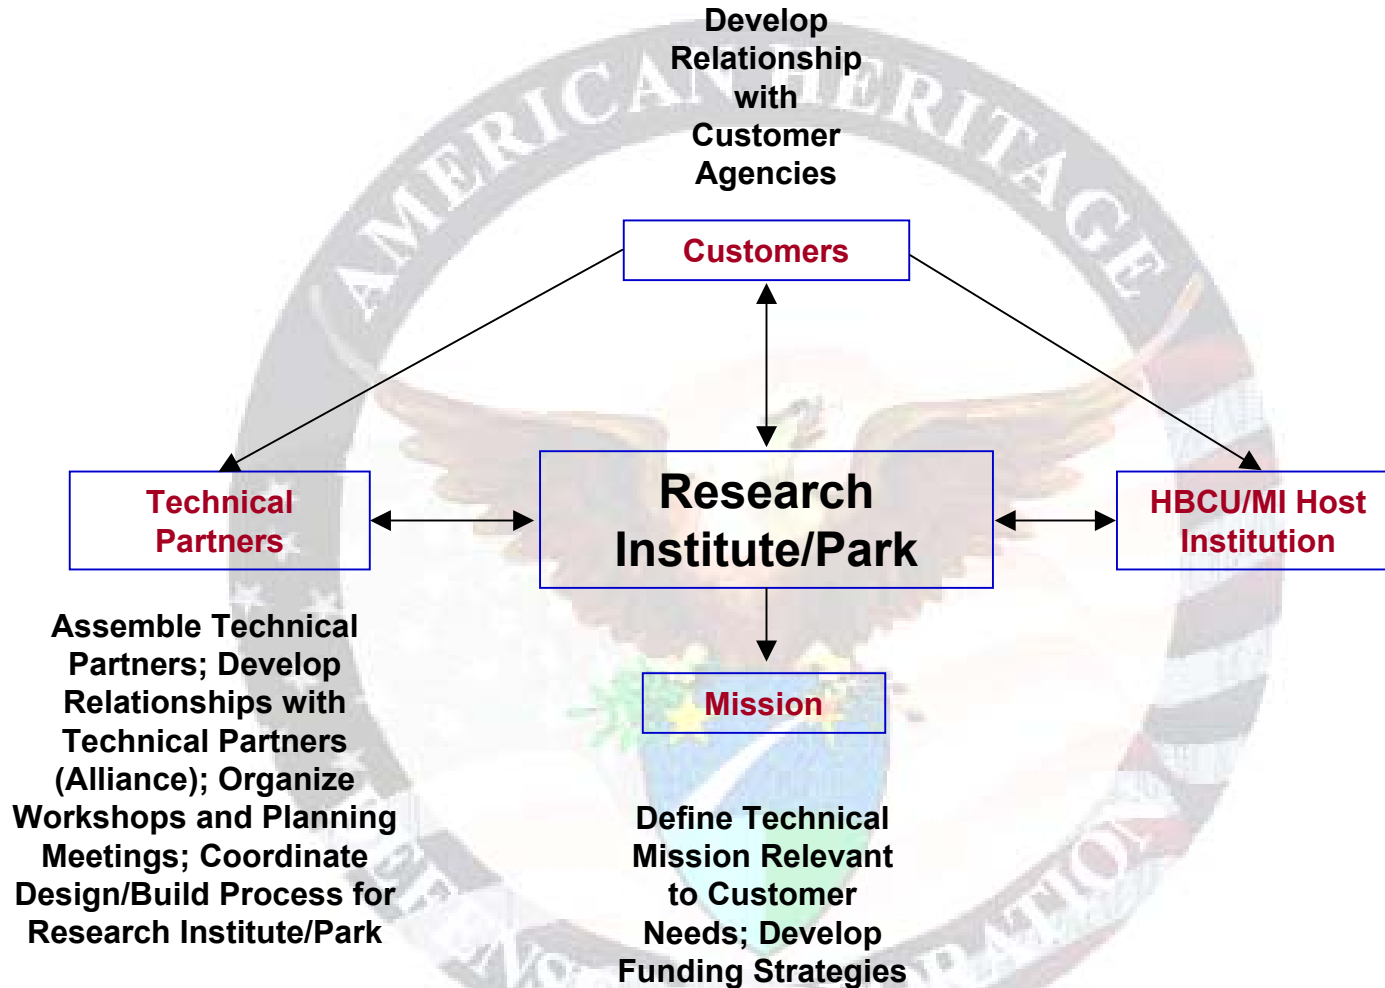 Develop
Relationship
with
Customer
Agencies
AMERICAN HERITAGE
Customers
Technical
Partners
Research
Institute/Park
HBCU/MI Host
Institution
Assemble Technical
Partners; Develop
Relationships with
Technical Partners
(Alliance); Organize
Workshops and Planning
Meetings; Coordinate
Design/Build Process for
Research Institute/Park
Mission
Define Technical
Mission Relevant
to Customer
Needs; Develop
Funding Strategies